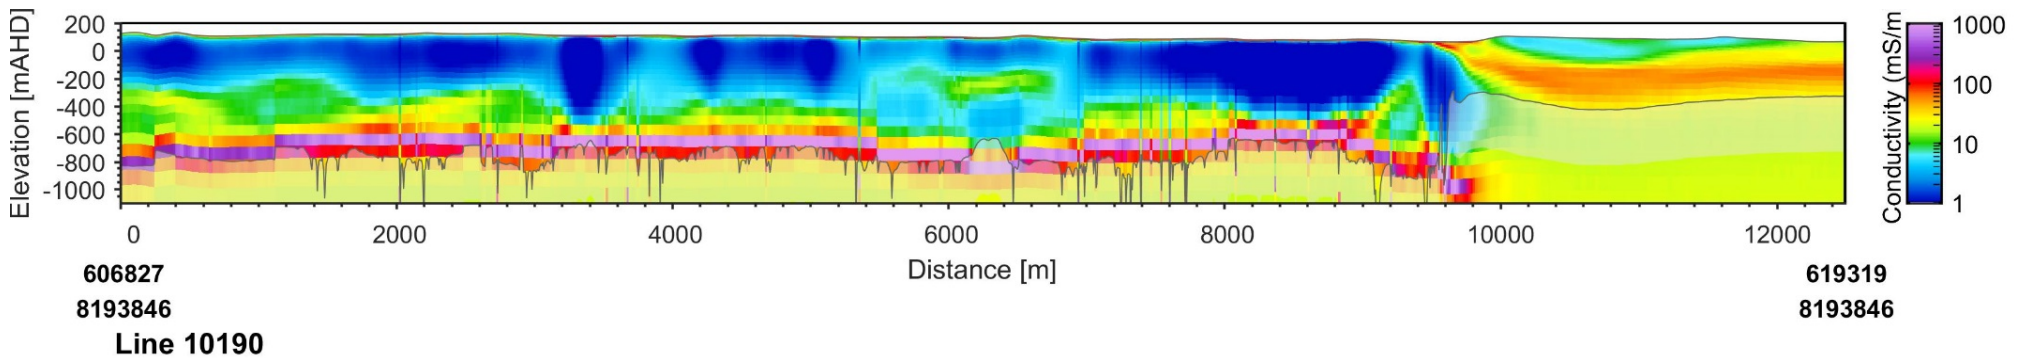 Elevation [mAHD]
200
0
-200
-400
-600
-800
-1000
0 2000 4000 6000 8000 10000 12000
Distance [m]
606827 619319
8193846 8193846
Line 10190
Conductivity (mS/m
1000
100
10
1